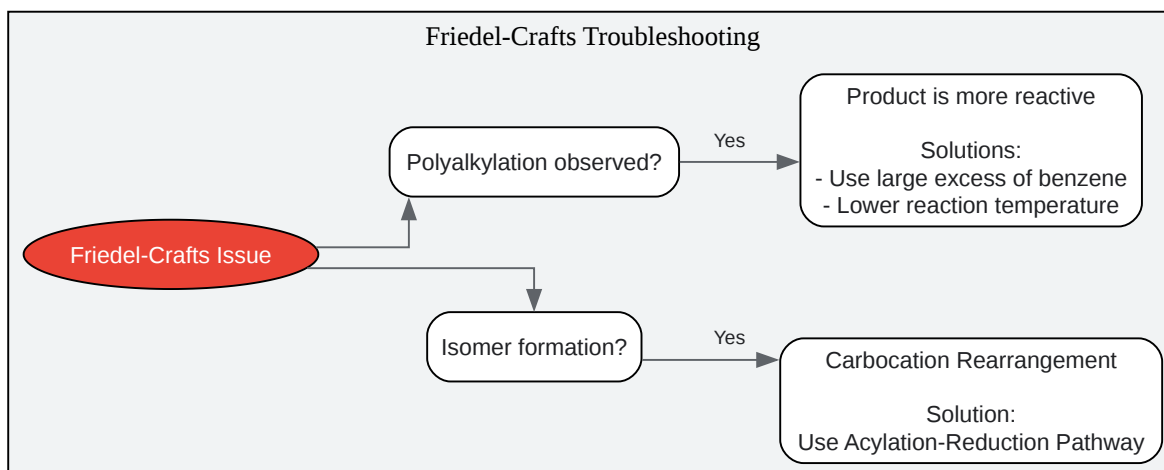 Friedel-Crafts Troubleshooting
Friedel-Crafts Issue
Polyalkylation observed?
Yes
Product is more reactive
Solutions:
- Use large excess of benzene
- Lower reaction temperature
Isomer formation?
Yes
Carbocation Rearrangement
Solution:
Use Acylation-Reduction Pathway